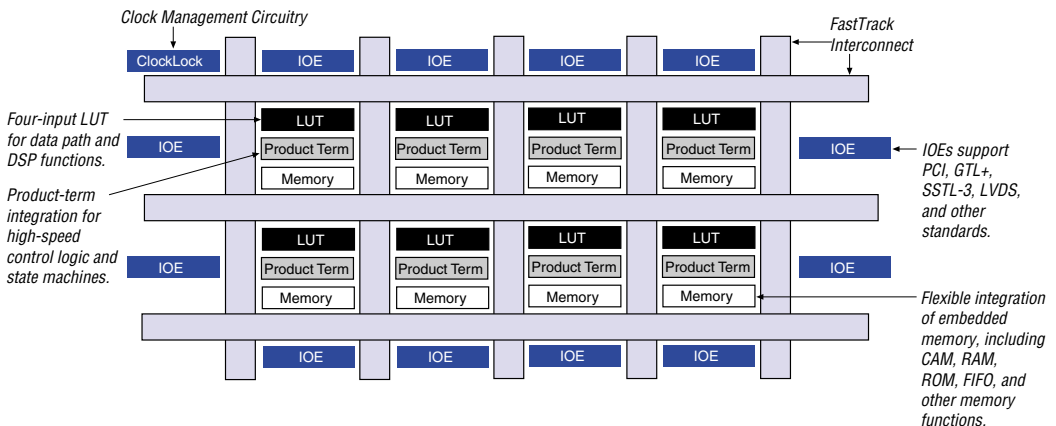 Clock Management Circuitry
FastTrack
Interconnect
ClockLock
IOE
IOE
IOE
IOE
Four-input LUT
for data path and
DSP functions.
LUT
LUT
LUT
LUT
IOE
Product Term
Product Term
Product Term
Product Term
IOE
IOEs support
PCI, GTL+,
SSTL-3, LVDS,
and other
standards.
Memory
Memory
Memory
Memory
Product-term
integration for
high-speed
control logic and
state machines.
LUT
LUT
LUT
LUT
IOE
Product Term
Product Term
Product Term
Product Term
IOE
Memory
Memory
Memory
Memory
Flexible integration
of embedded
memory, including
CAM, RAM,
ROM, FIFO, and
other memory
functions.
IOE
IOE
IOE
IOE